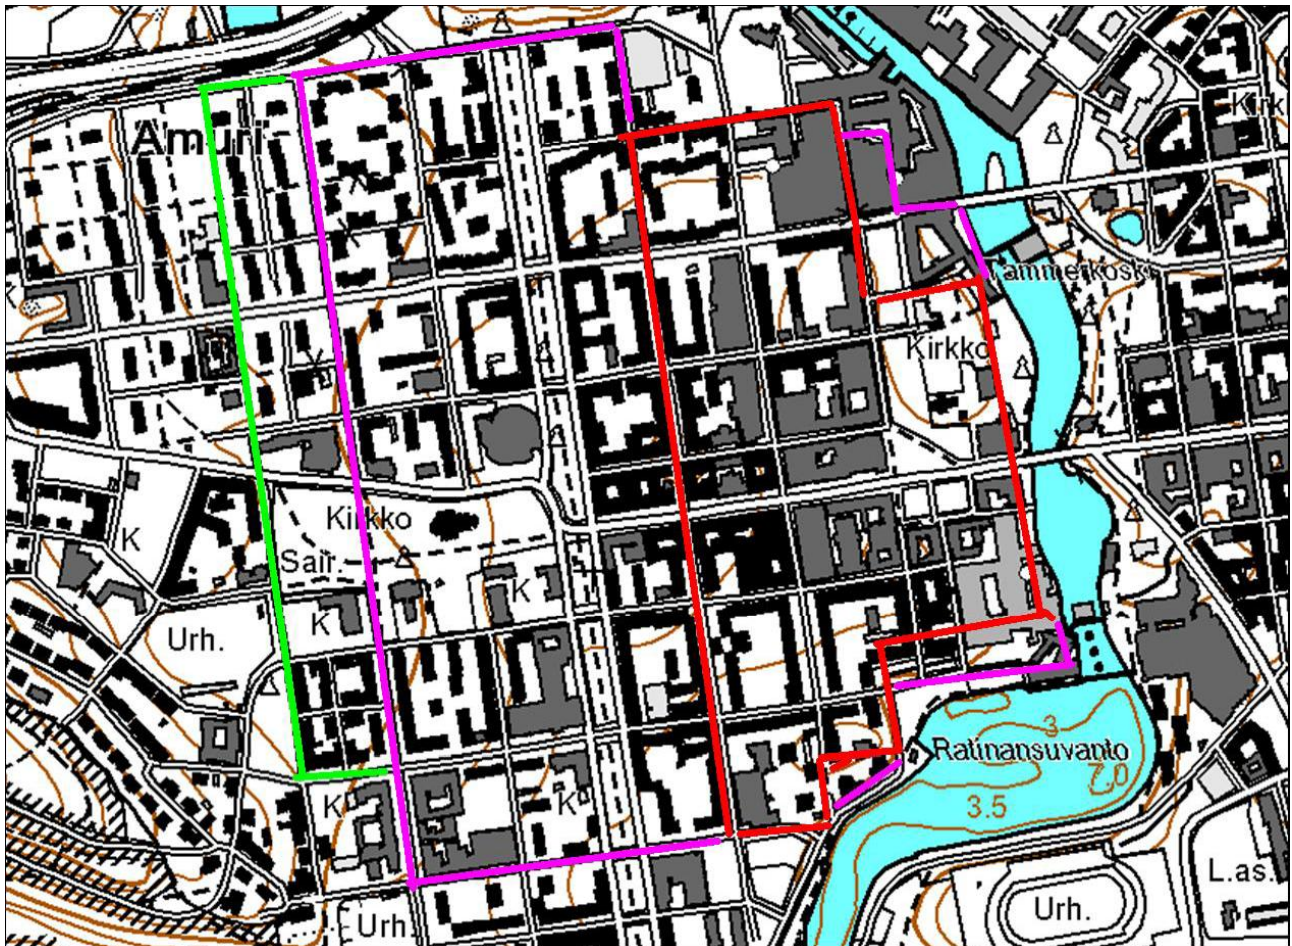 Kirk
Amuri
Tammerkoski
K
Kirkko
Kirkko
K
Sair.
K
K
Urh.
3
Ratinansuvanto
2.0
K
K
3.5
L.as.
Urh.
Urh.